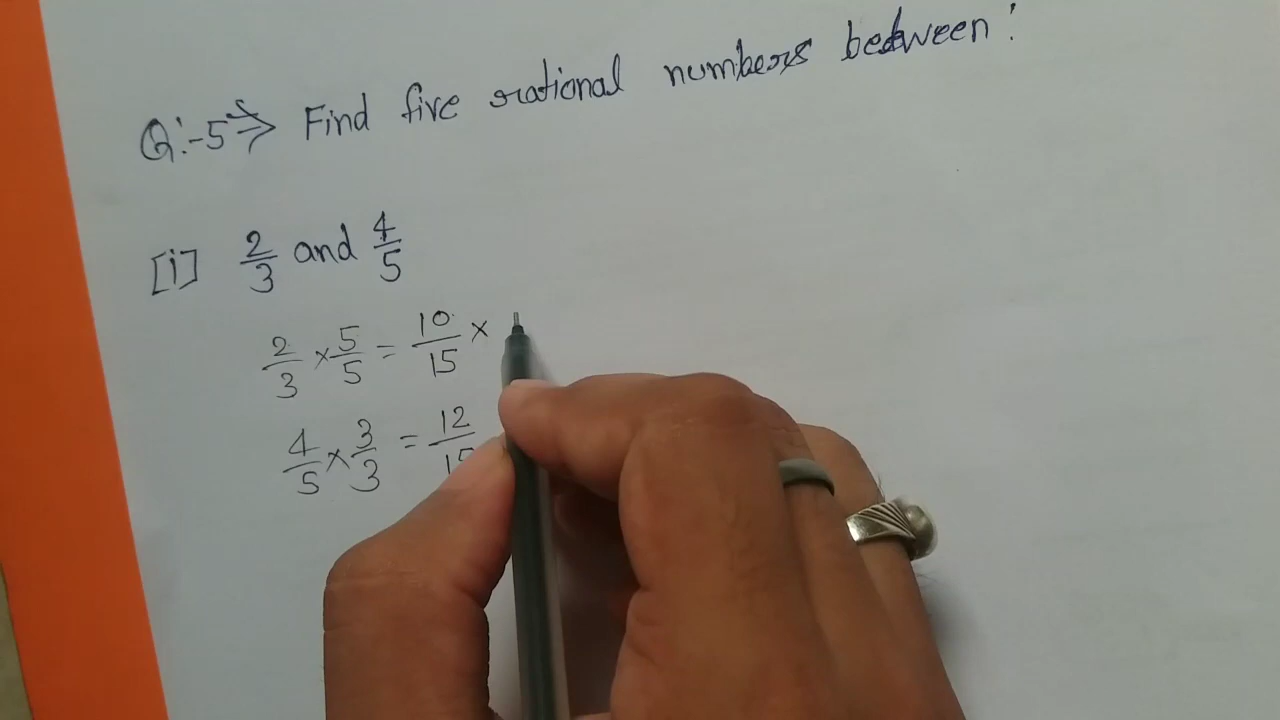 Q:-5⇒ Find five rational numbers between:
[i] 2/3 and 4/5
2/3 × 5/5 = 10/15 ×
4/5 × 3/3 = 12/15